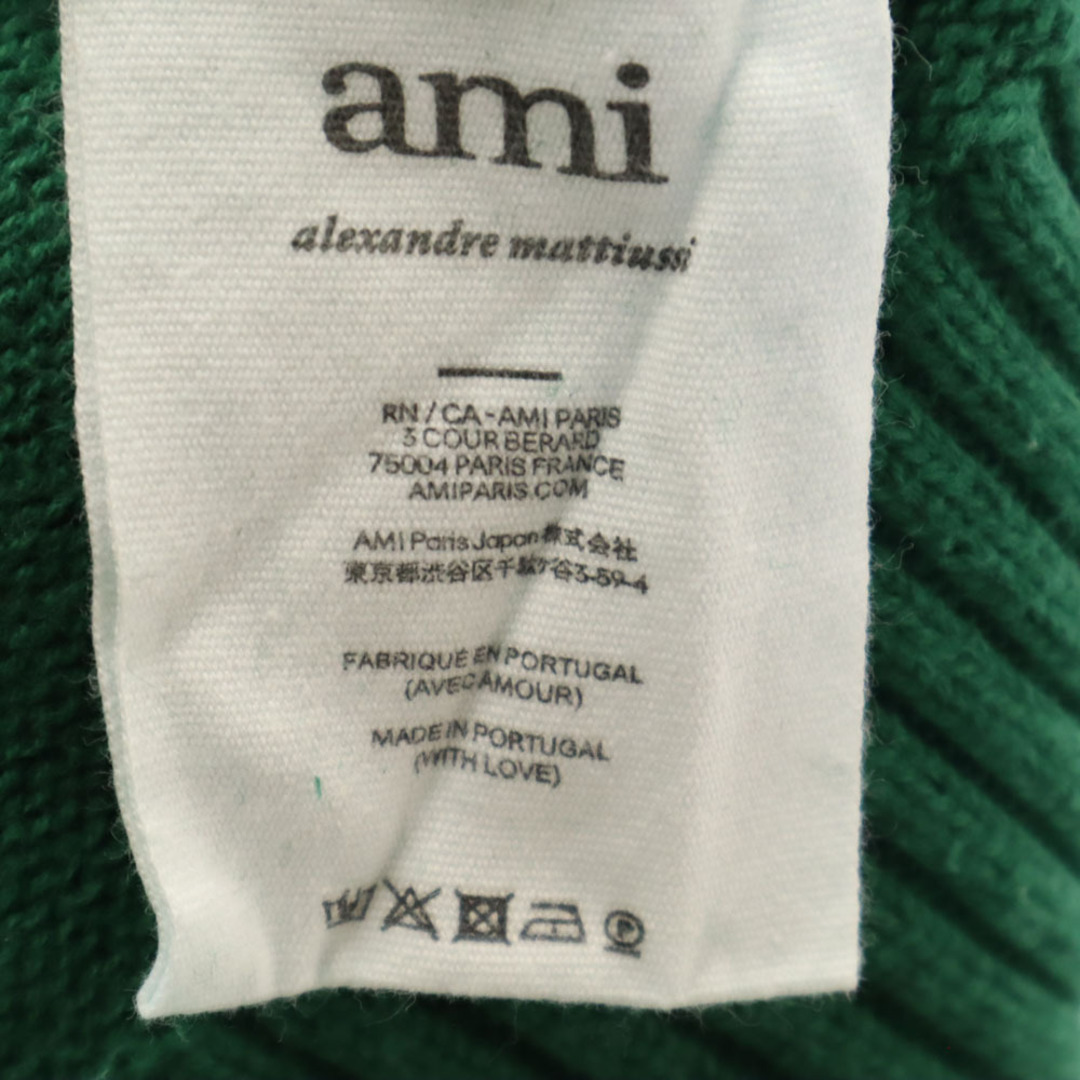 ami
alexandre mattiussi
RN / CA - AMI PARIS
3 COUR BERARD
75004 PARIS FRANCE
AMIPARIS.COM
AMI Paris Japan株式会社
東京都渋谷区千駄ヶ谷3-59-4
FABRIQUÉ EN PORTUGAL
(AVEC AMOUR)
MADE IN PORTUGAL
(WITH LOVE)
P